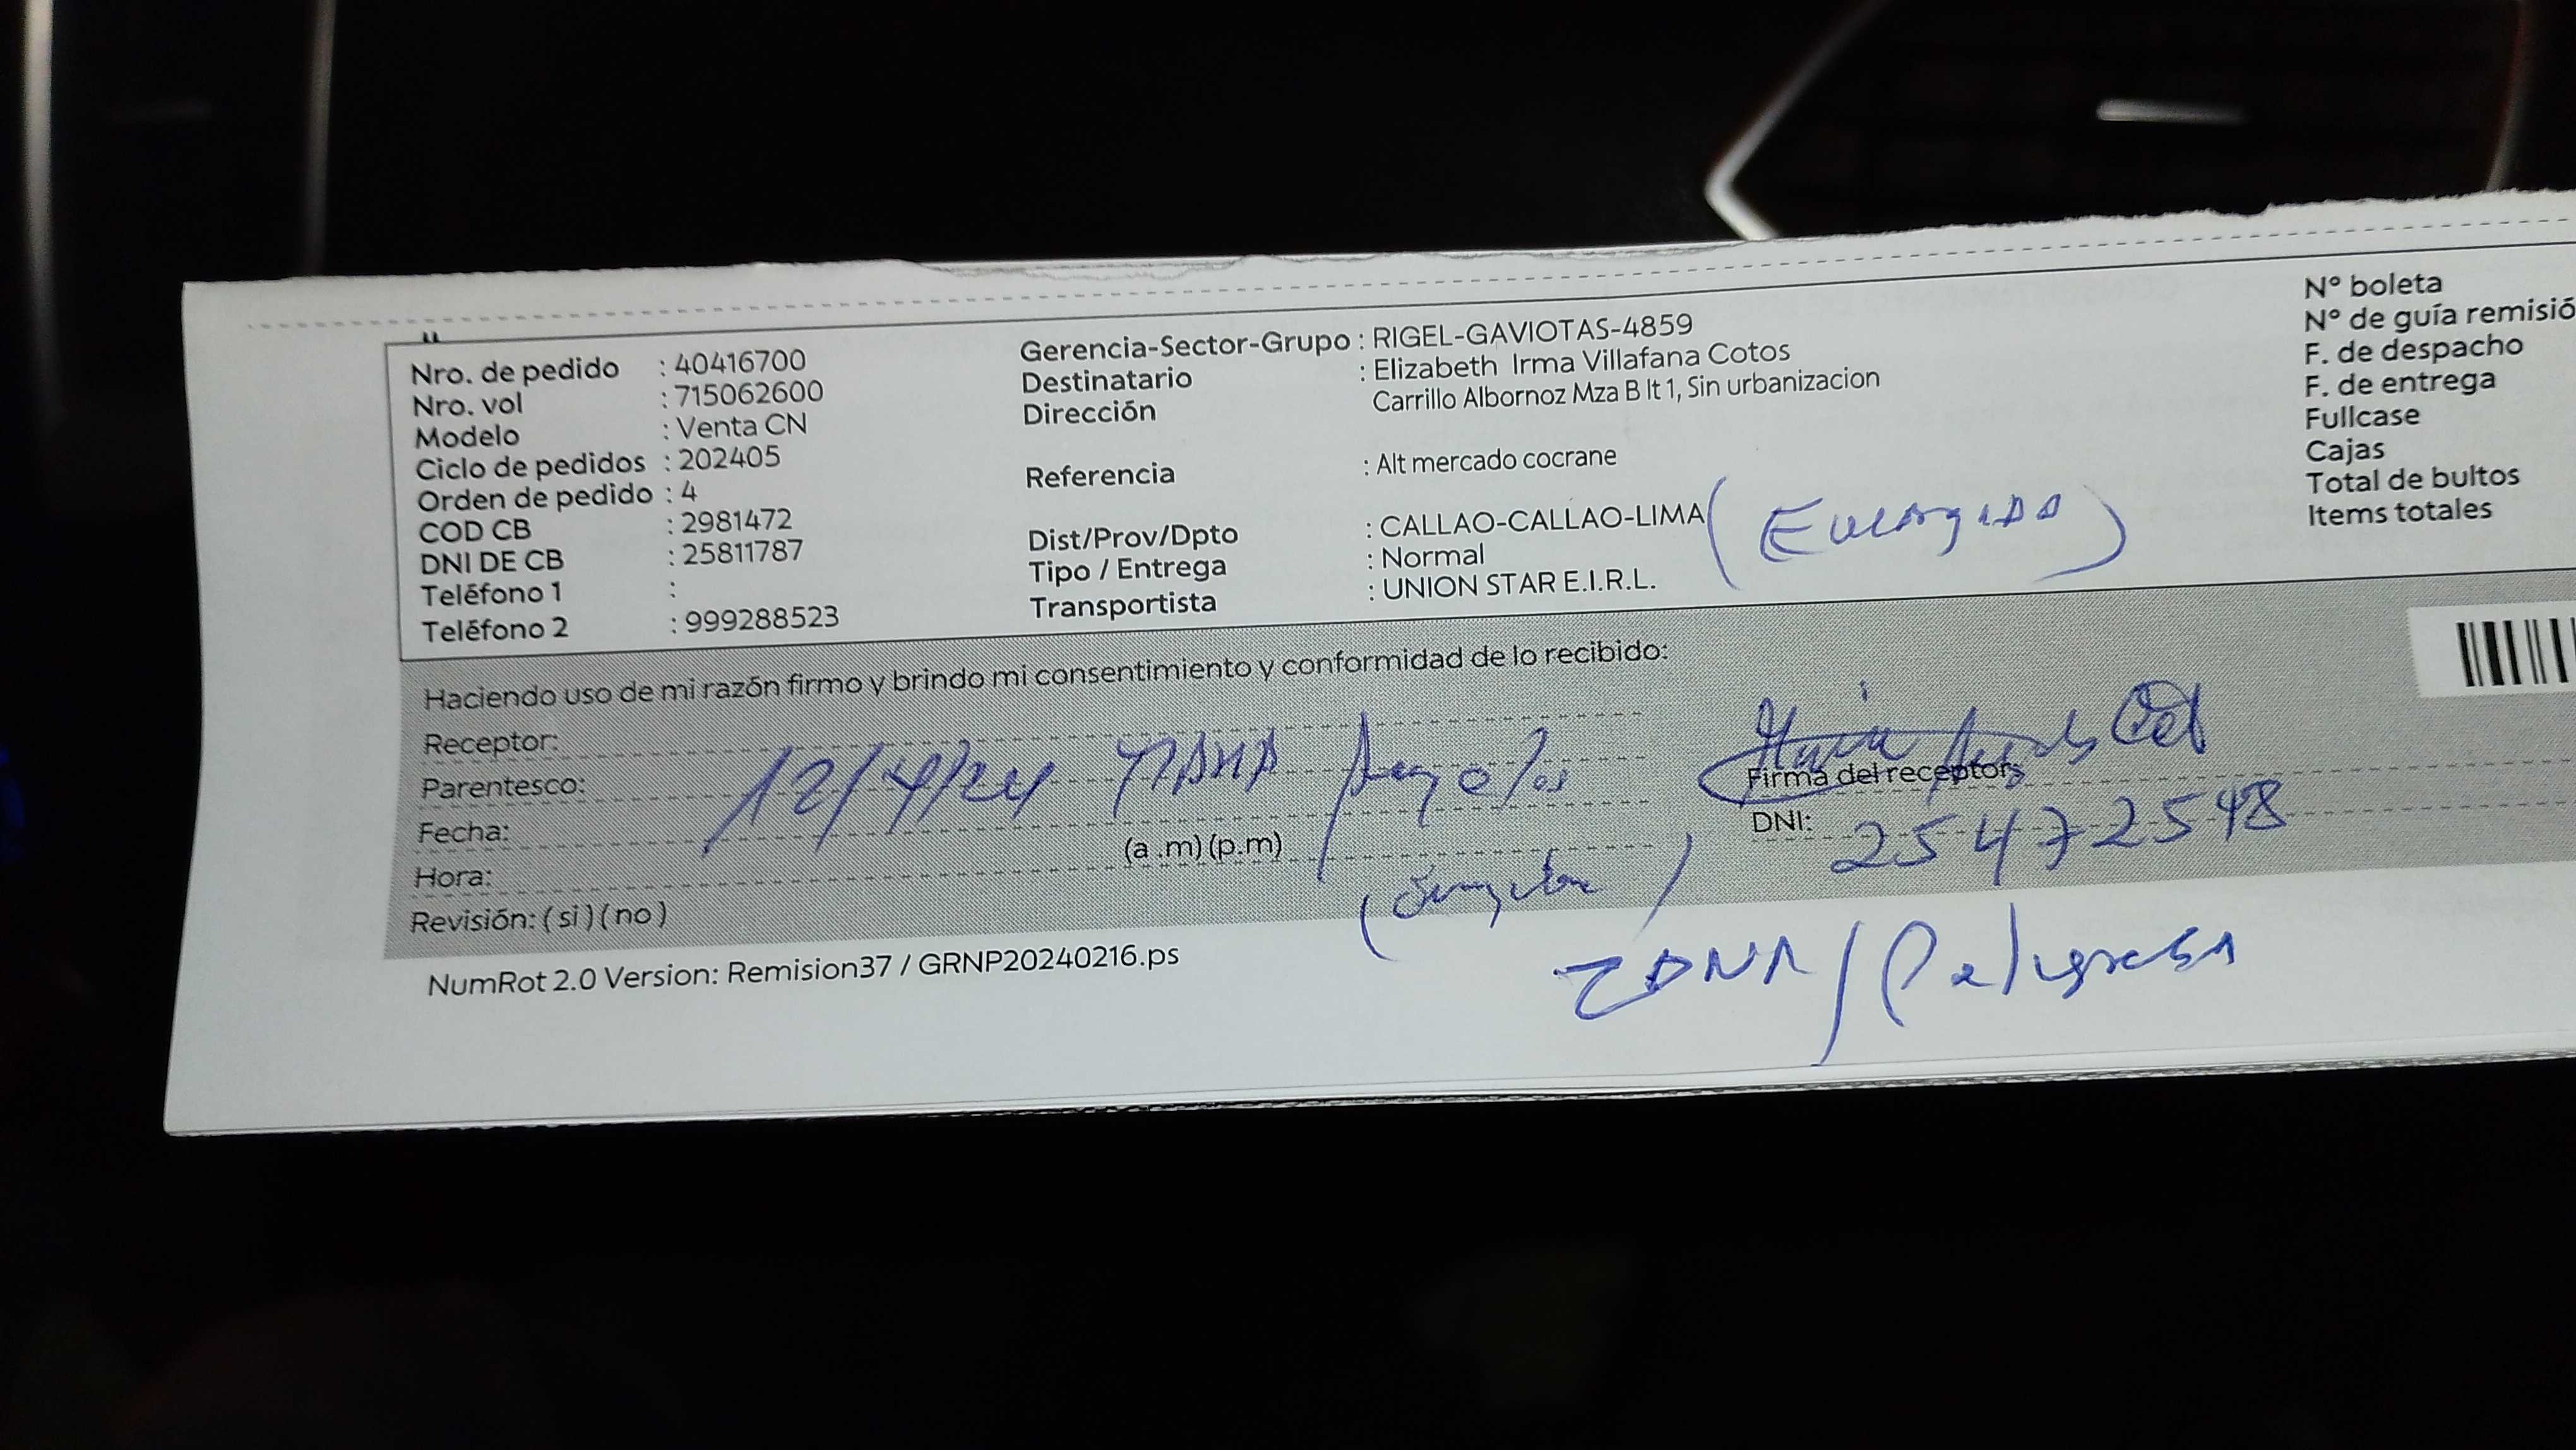 Nro. de pedido : 40416700
Nro. vol : 715062600
Modelo : Venta CN
Ciclo de pedidos : 202405
Orden de pedido : 4
COD CB : 2981472
DNI DE CB : 25811787
Teléfono 1 :
Teléfono 2 : 999288523
Gerencia-Sector-Grupo : RIGEL-GAVIOTAS-4859
Destinatario : Elizabeth Irma Villafana Cotos
Dirección Carrillo Albornoz Mza B lt 1, Sin urbanizacion
Referencia : Alt mercado cocrane
Dist/Prov/Dpto : CALLAO-CALLAO-LIMA
Tipo / Entrega : Normal
Transportista : UNION STAR E.I.R.L.
(Encargado)
N° boleta
N° de guía remisió
F. de despacho
F. de entrega
Fullcase
Cajas
Total de bultos
Items totales
Haciendo uso de mi razón firmo y brindo mi consentimiento y conformidad de lo recibido:
Receptor:
Parentesco:
12/4/24
Fecha:
(a .m) (p.m)
Hora:
Revisión: ( si ) ( no )
Firma del receptor
DNI: 25472548
ZONA / Peligrosa
NumRot 2.0 Version: Remision37 / GRNP20240216.ps